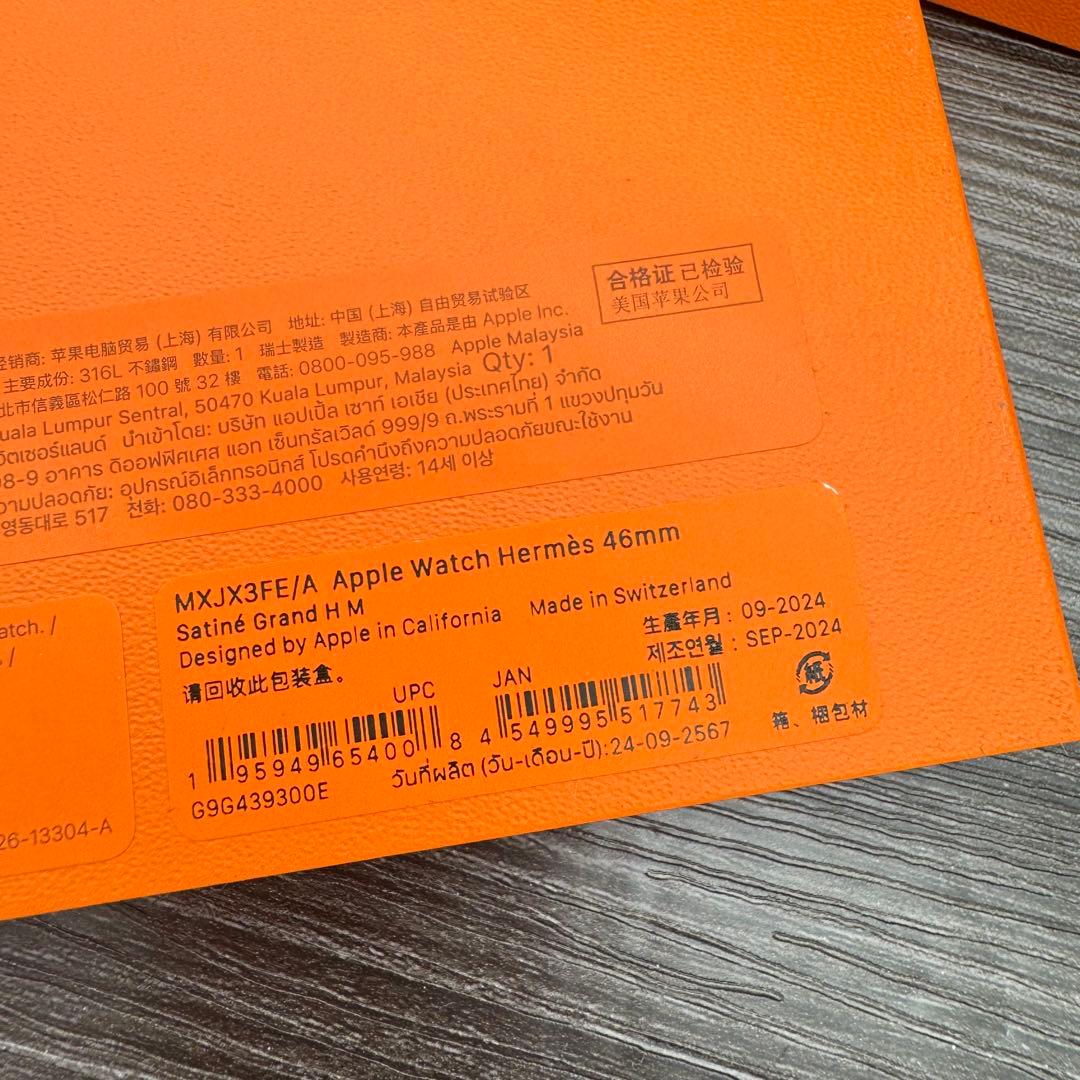 合格证 已检验
美国苹果公司
经销商: 苹果电脑贸易 (上海) 有限公司 地址: 中国 (上海) 自由贸易试验区
主要成份: 316L 不鏽鋼 數量: 1 瑞士製造 製造商: 本產品是由 Apple Inc.
北市信義區松仁路 100 號 32 樓 電話: 0800-095-988 Apple Malaysia
Kuala Lumpur Sentral, 50470 Kuala Lumpur, Malaysia Qty: 1
วิตเซอร์แลนด์ นำเข้าโดย: บริษัท แอปเปิ้ล เซาท์ เอเชีย (ประเทศไทย) จำกัด
98-9 อาคาร ดิออฟฟิศเศส แอท เซ็นทรัลเวิลด์ 999/9 ถ.พระรามที่ 1 แขวงปทุมวัน
ความปลอดภัย: อุปกรณ์อิเล็กทรอนิกส์ โปรดคำนึงถึงความปลอดภัยขณะใช้งาน
영동대로 517 전화: 080-333-4000 사용연령: 14세 이상
atch. /
/
26-13304-A
MXJX3FE/A Apple Watch Hermès 46mm
Satiné Grand H M
Designed by Apple in California Made in Switzerland
请回收此包装盒。 生產年月 : 09-2024
제조연월 : SEP-2024
UPC JAN
1 95949 65400 8 4 549995 517743
紙
箱、梱包材
G9G439300E วันที่ผลิต (วัน-เดือน-ปี):24-09-2567